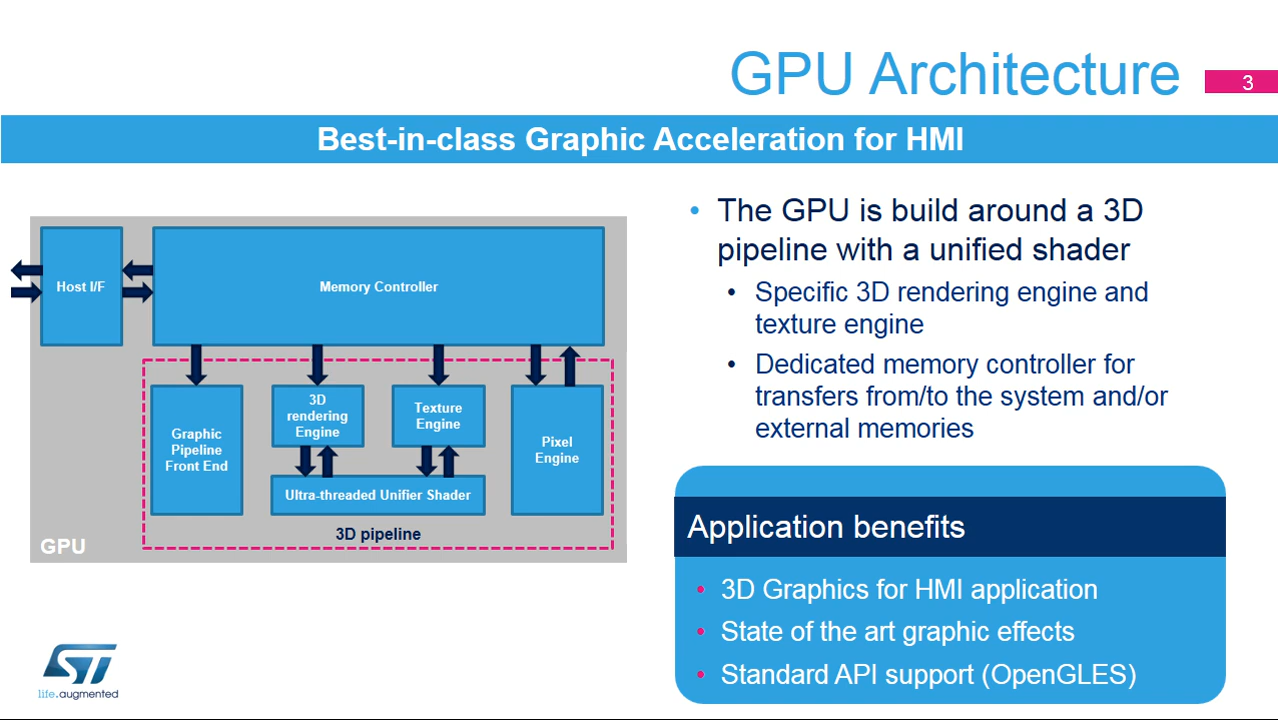 GPU Architecture
3
Best-in-class Graphic Acceleration for HMI
Host I/F
Memory Controller
Graphic
Pipeline
Front End
3D
rendering
Engine
Texture
Engine
Pixel
Engine
Ultra-threaded Unifier Shader
3D pipeline
GPU
• The GPU is build around a 3D
pipeline with a unified shader
• Specific 3D rendering engine and
texture engine
• Dedicated memory controller for
transfers from/to the system and/or
external memories
Application benefits
• 3D Graphics for HMI application
• State of the art graphic effects
• Standard API support (OpenGLES)
ST
life.augmented